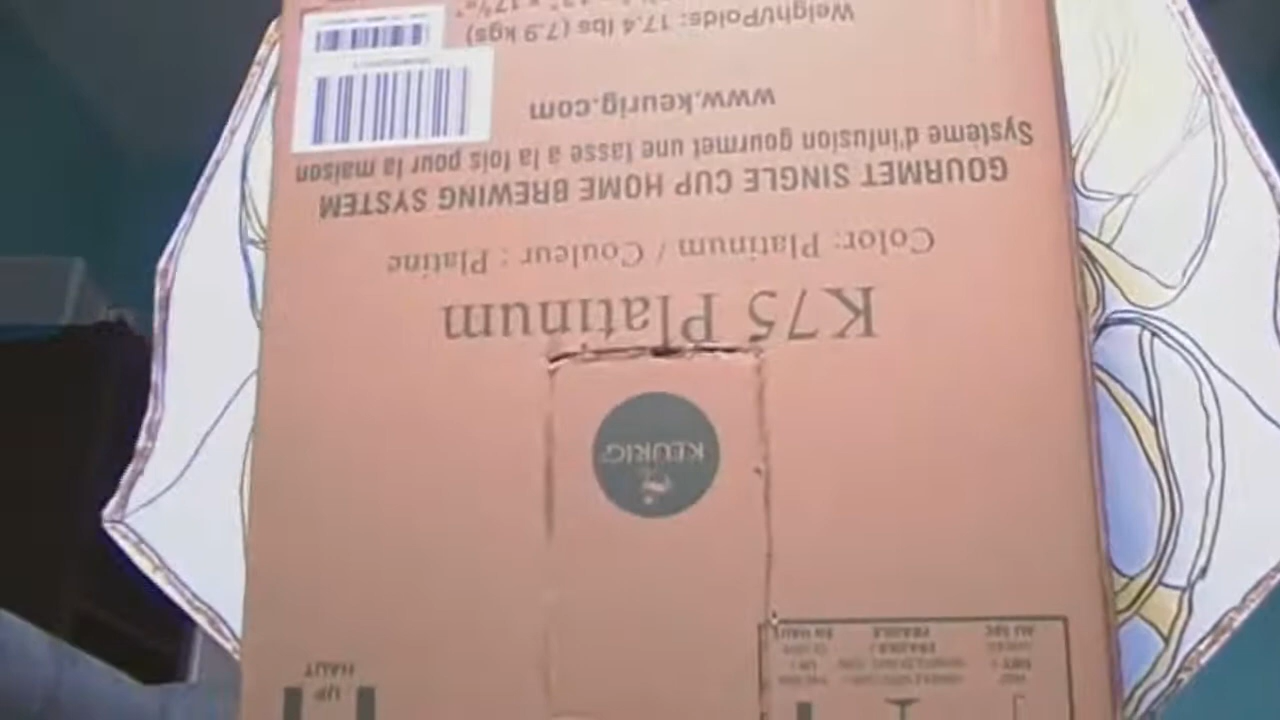 HAUT
UP
KEURIG
K75 Platinum
Color: Platinum / Couleur : Platine
GOURMET SINGLE CUP HOME BREWING SYSTEM
Système d'infusion gourmet une tasse à la fois pour la maison
www.keurig.com
Weight/Poids: 17.4 lbs (7.9 kgs)